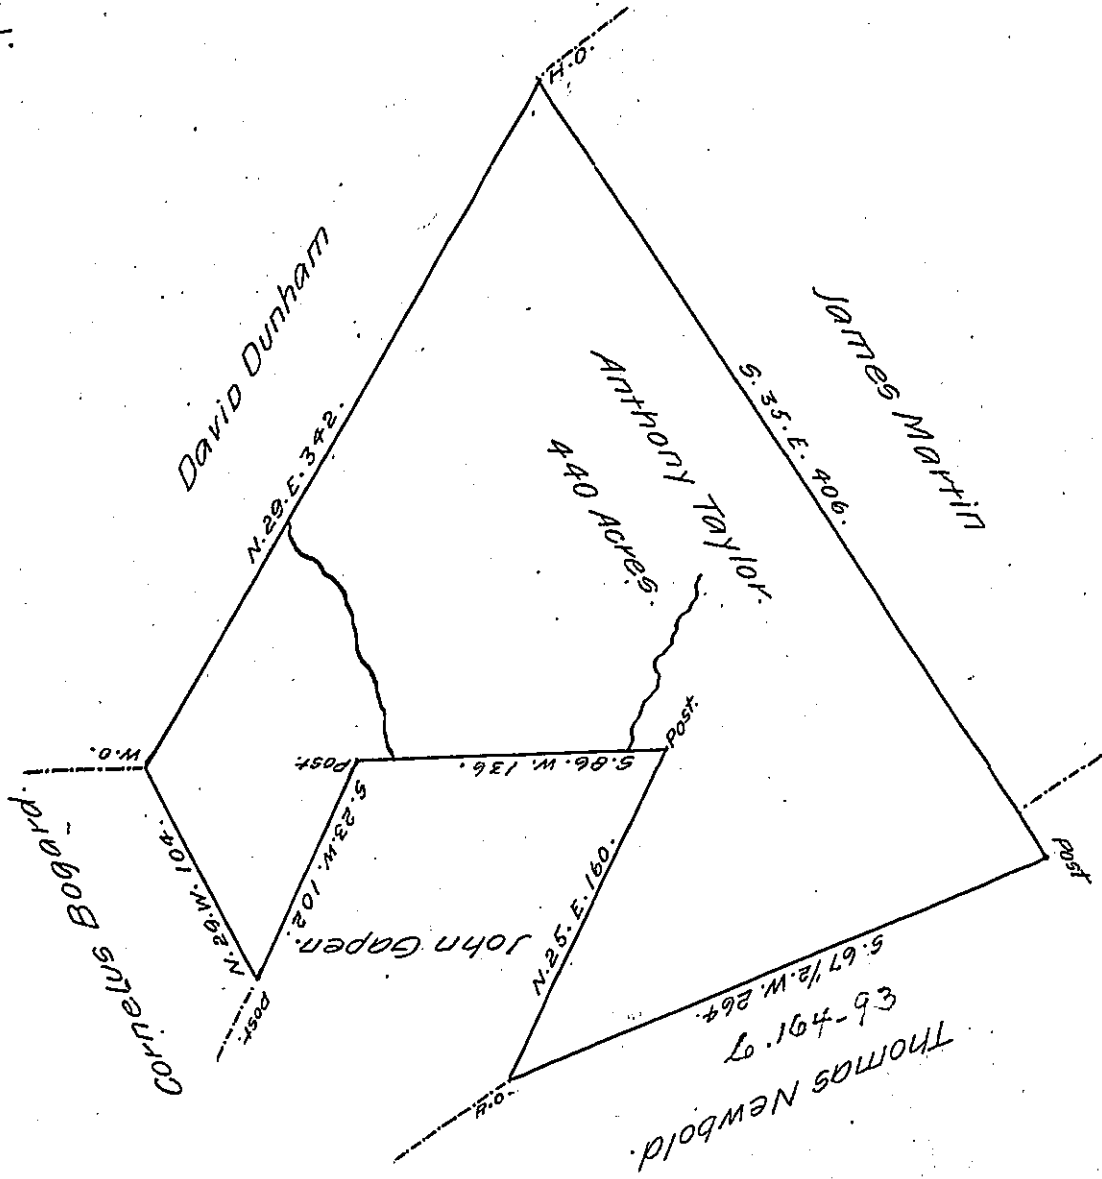 H.O.
David Dunham
N.29.E.342.
James Martin
S.35.E.406.
Anthony Taylor.
440 Acres.
W.O.
Cornelus Bogard.
N.29.W.104.
Post.
S.23.W.102.
Post.
S.86.W.136.
Post.
John Gapen.
N.25.E.160.
R.O.
S.67½.W.264.
Post
Thomas Newbold.